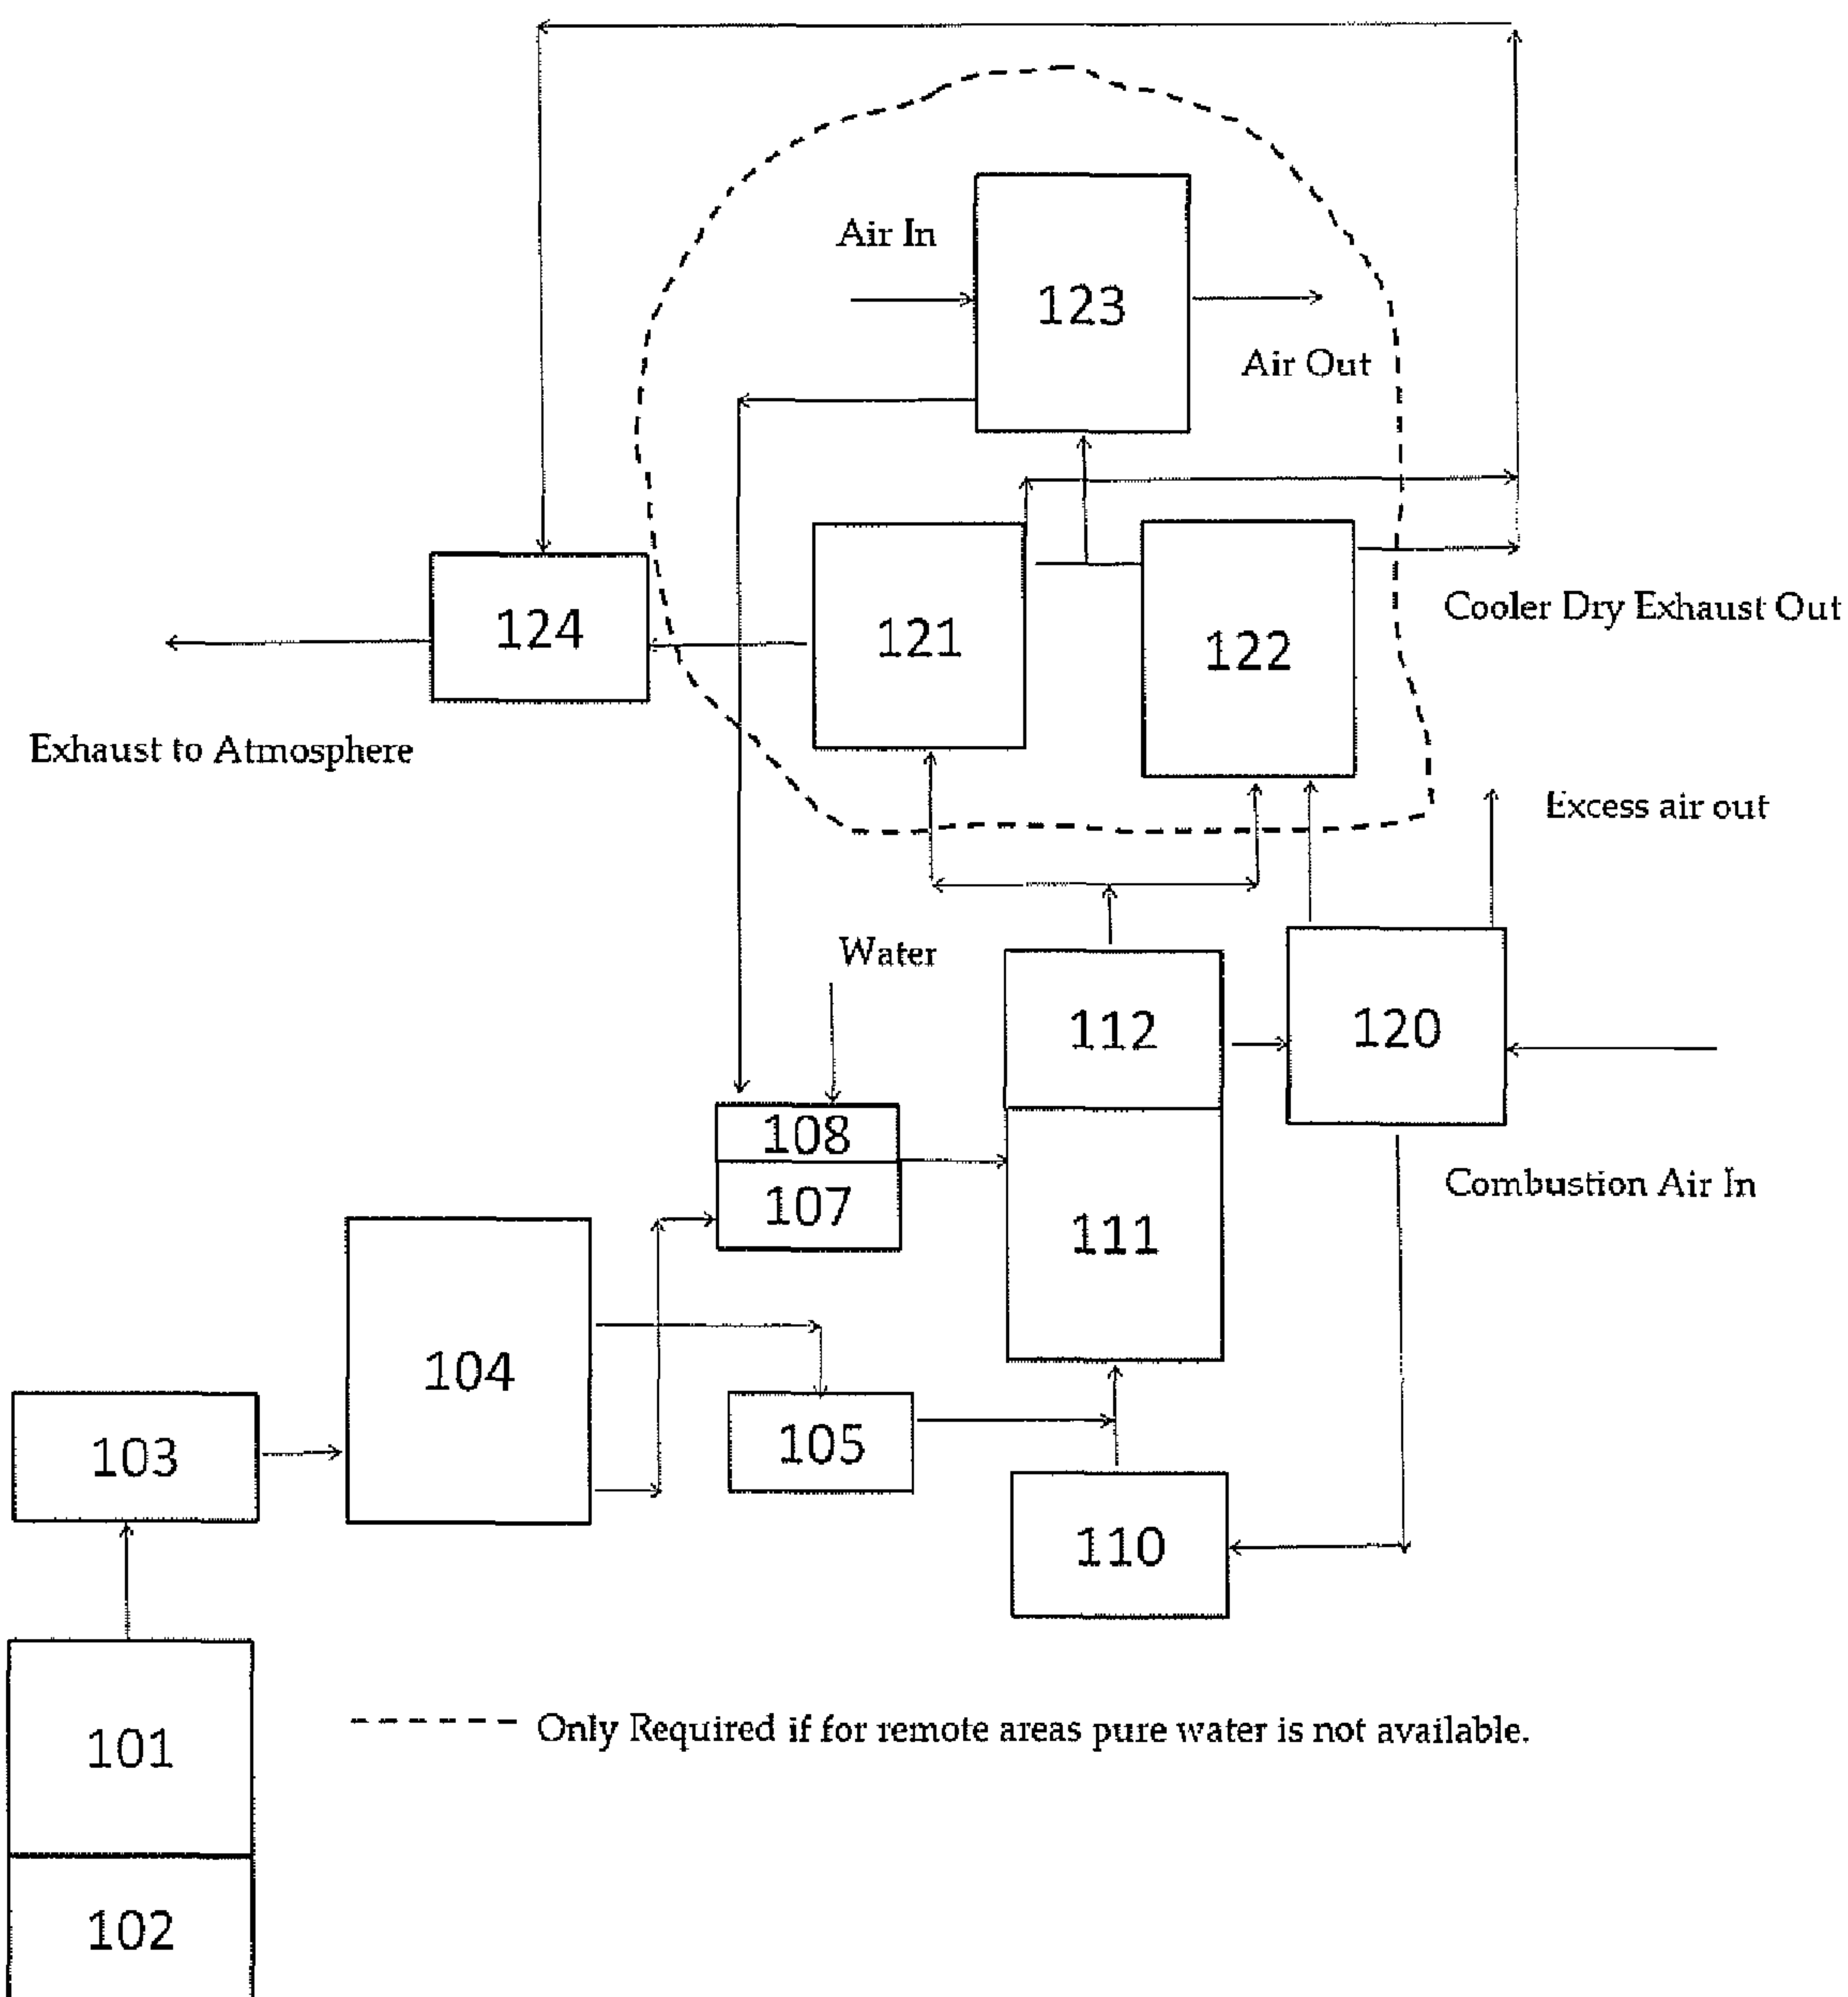 Air In
123
Air Out
124
121
122
Cooler Dry Exhaust Out
Exhaust to Atmosphere
Excess air out
Water
112
120
108
107
111
Combustion Air In
104
103
105
110
101
Only Required if for remote areas pure water is not available.
102